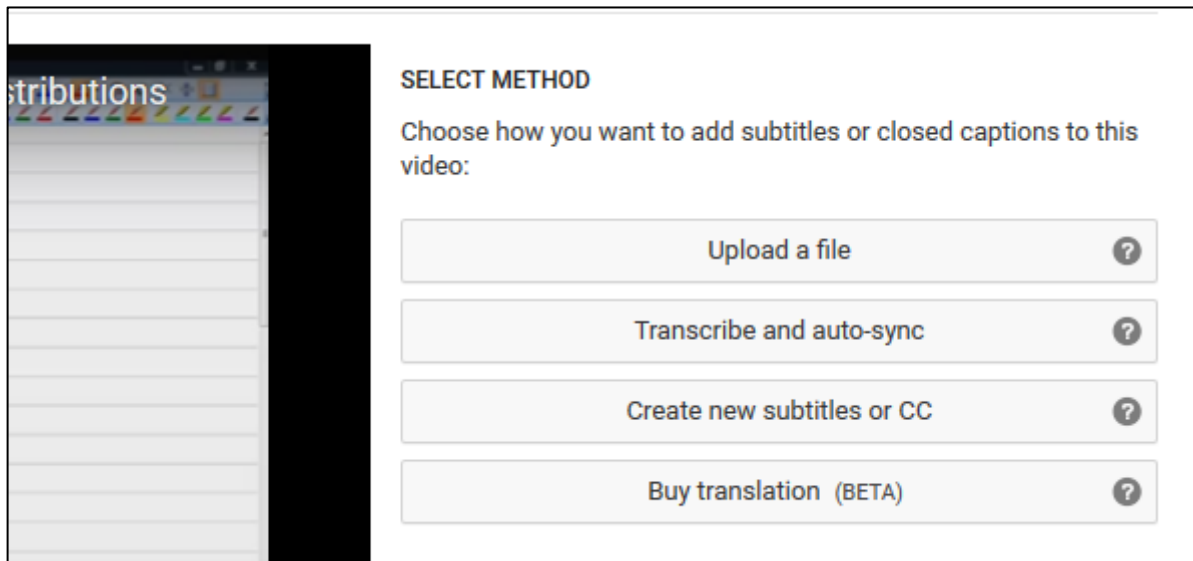 stributions
SELECT METHOD
Choose how you want to add subtitles or closed captions to this
video:
Upload a file ?
Transcribe and auto-sync ?
Create new subtitles or CC ?
Buy translation (BETA) ?